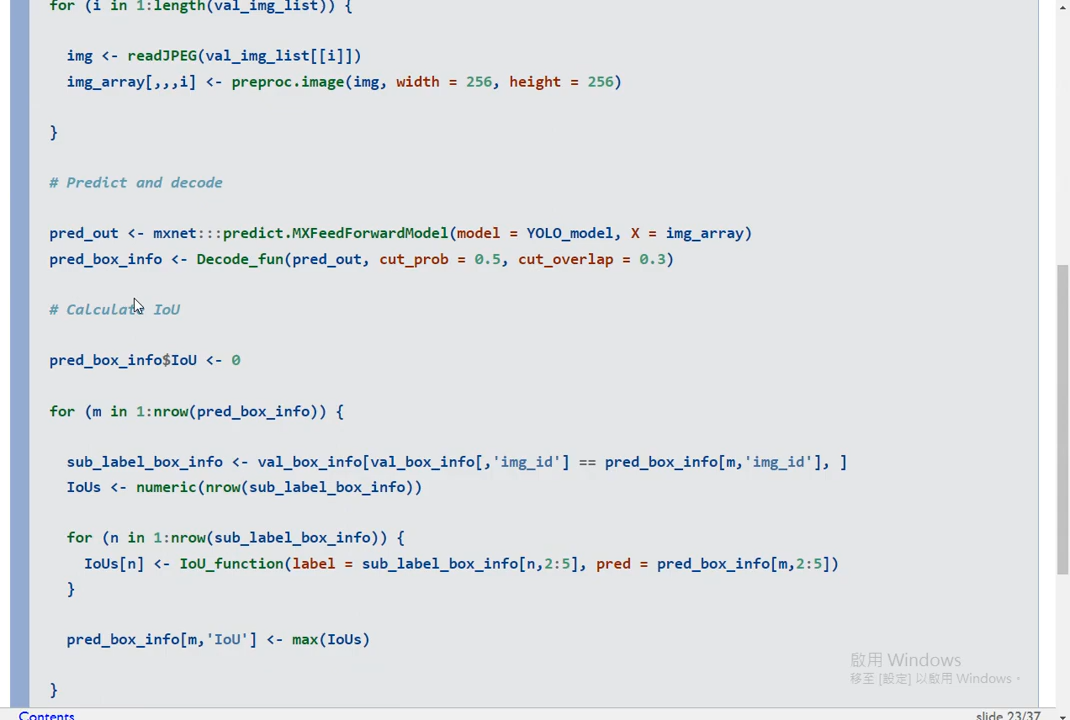 for (i in 1:length(val_img_list)) {
img <- readJPEG(val_img_list[[i]])
img_array[,,,i] <- preproc.image(img, width = 256, height = 256)
}
# Predict and decode
pred_out <- mxnet:::predict.MXFeedForwardModel(model = YOLO_model, X = img_array)
pred_box_info <- Decode_fun(pred_out, cut_prob = 0.5, cut_overlap = 0.3)
# Calculate IoU
pred_box_info$IoU <- 0
for (m in 1:nrow(pred_box_info)) {
sub_label_box_info <- val_box_info[val_box_info[,'img_id'] == pred_box_info[m,'img_id'], ]
IoUs <- numeric(nrow(sub_label_box_info))
for (n in 1:nrow(sub_label_box_info)) {
IoUs[n] <- IoU_function(label = sub_label_box_info[n,2:5], pred = pred_box_info[m,2:5])
}
pred_box_info[m,'IoU'] <- max(IoUs)
}
啟用 Windows
移至 [設定] 以啟用 Windows。
Contents
slide 23/37